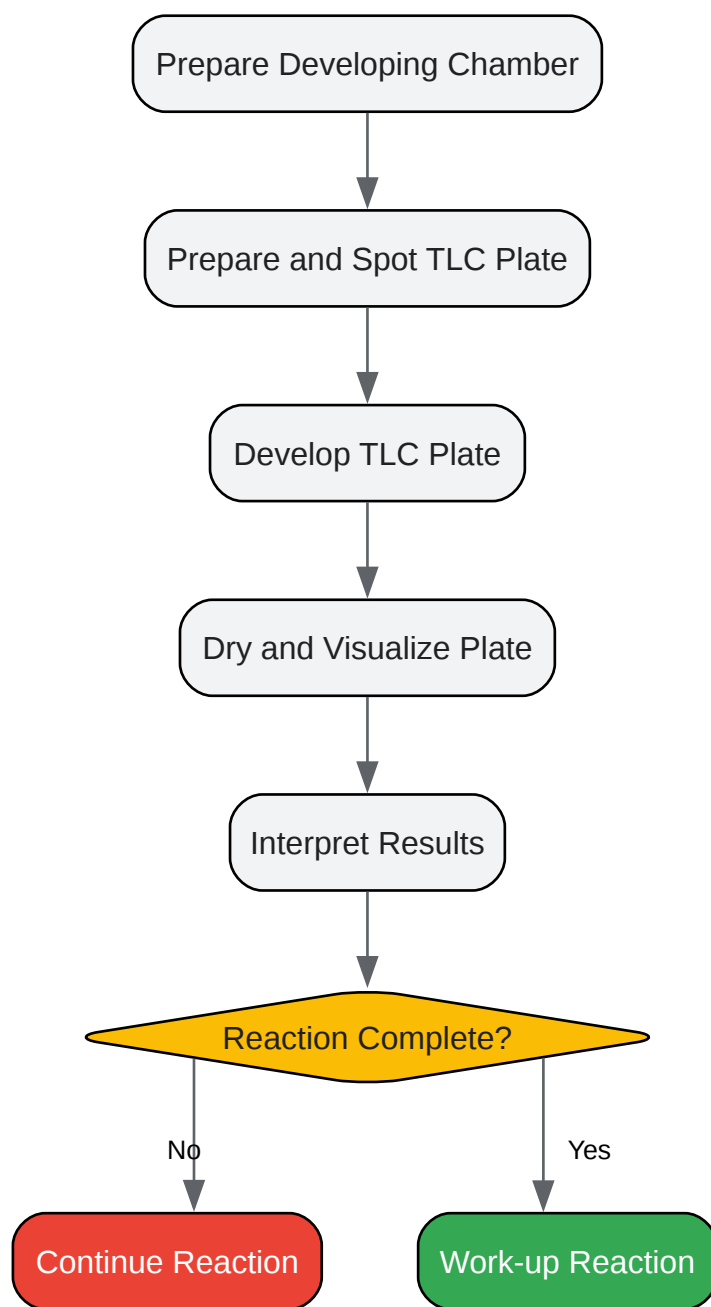 Prepare Developing Chamber
Prepare and Spot TLC Plate
Develop TLC Plate
Dry and Visualize Plate
Interpret Results
Reaction Complete?
No
Yes
Continue Reaction
Work-up Reaction